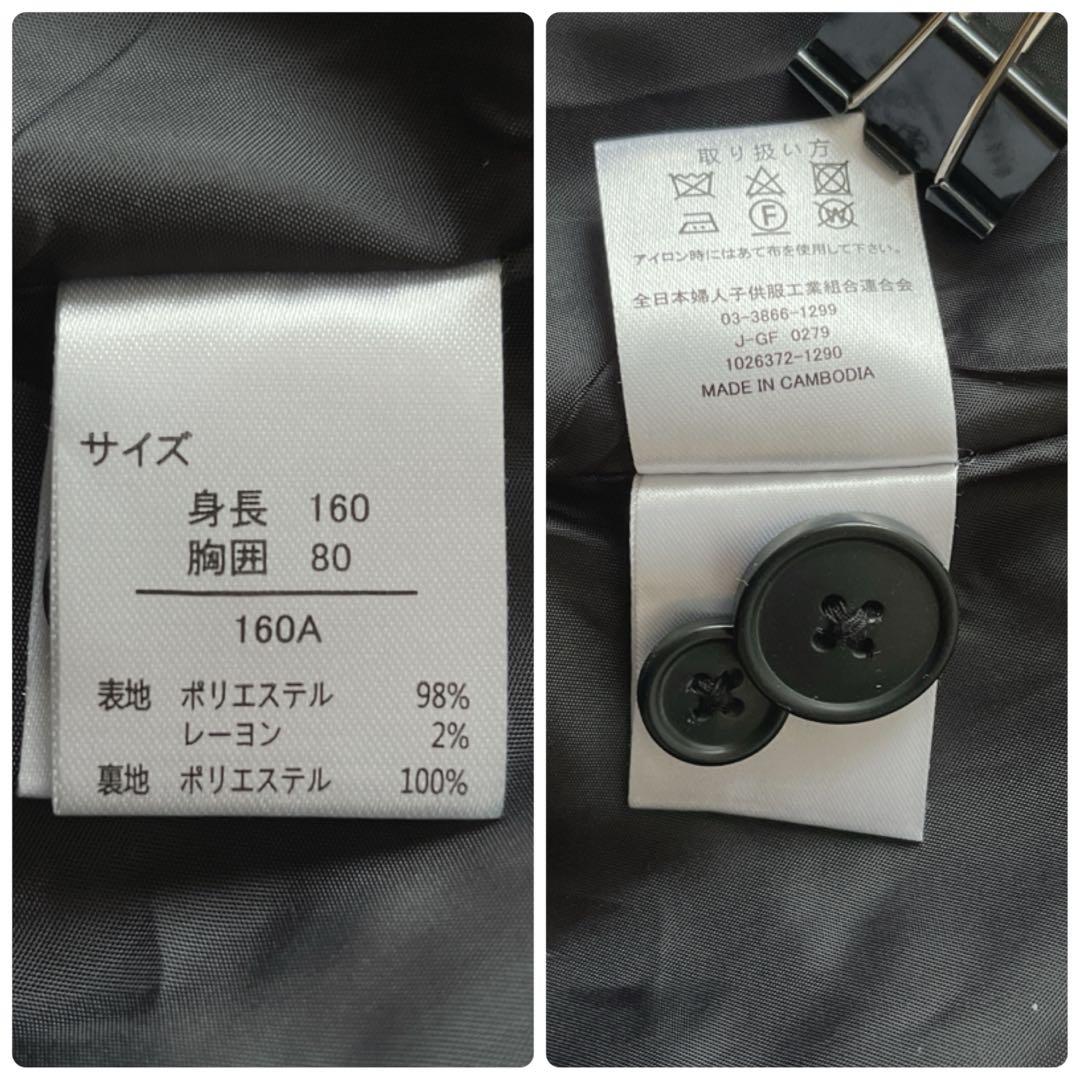 サイズ
身長 160
胸囲 80
160A
表地 ポリエステル 98%
レーヨン 2%
裏地 ポリエステル 100%
取り扱い方
F W
アイロン時にはあて布を使用して下さい。
全日本婦人子供服工業組合連合会
03-3866-1299
J-GF 0279
1026372-1290
MADE IN CAMBODIA